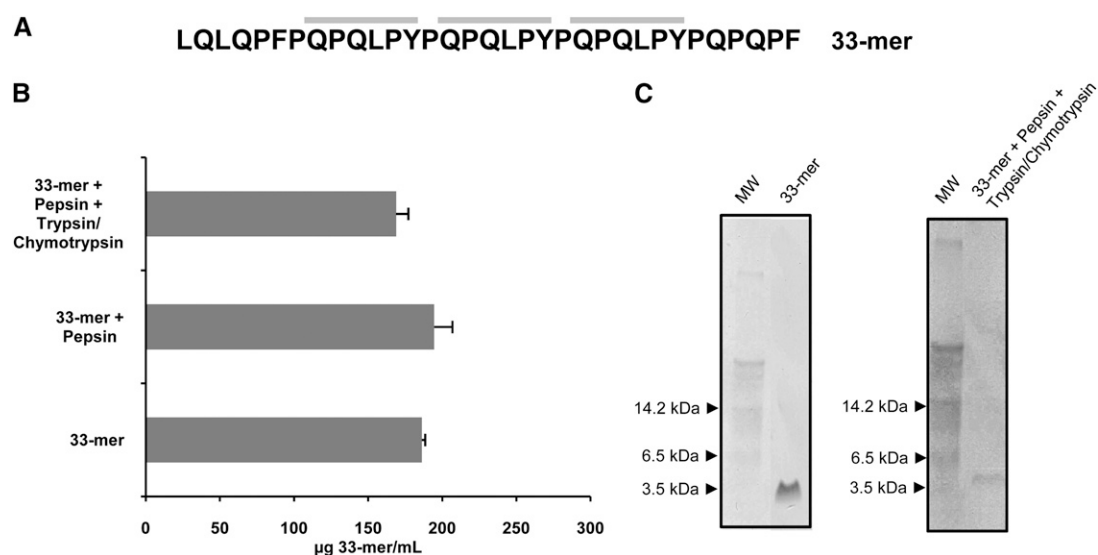 A
LQLQPFPQPQLPYPQPQLPYPQPQLPYPQPQPF 33-mer
B
33-mer +
Pepsin +
Trypsin/
Chymotrypsin
33-mer +
Pepsin
33-mer
0 50 100 150 200 250 300
µg 33-mer/mL
C
MW
33-mer
14.2 kDa
6.5 kDa
3.5 kDa
MW
33-mer + Pepsin +
Trypsin/Chymotrypsin
14.2 kDa
6.5 kDa
3.5 kDa